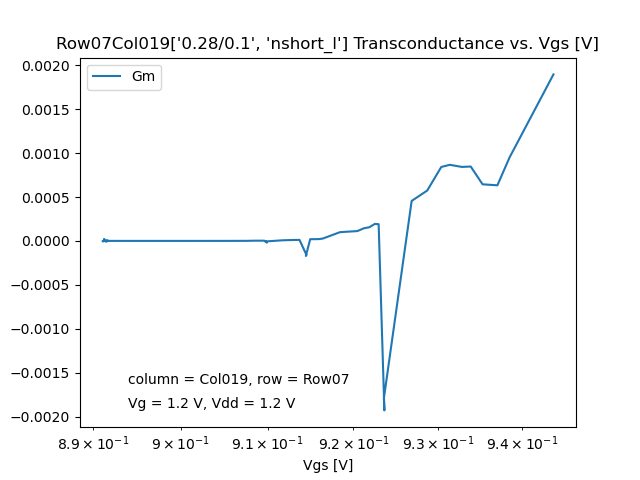 Row07Col019['0.28/0.1', 'nshort_l'] Transconductance vs. Vgs [V]
Gm
0.0020
0.0015
0.0010
0.0005
0.0000
−0.0005
−0.0010
−0.0015
−0.0020
column = Col019, row = Row07
Vg = 1.2 V, Vdd = 1.2 V
8.9 × 10⁻¹ 9 × 10⁻¹ 9.1 × 10⁻¹ 9.2 × 10⁻¹ 9.3 × 10⁻¹ 9.4 × 10⁻¹
Vgs [V]